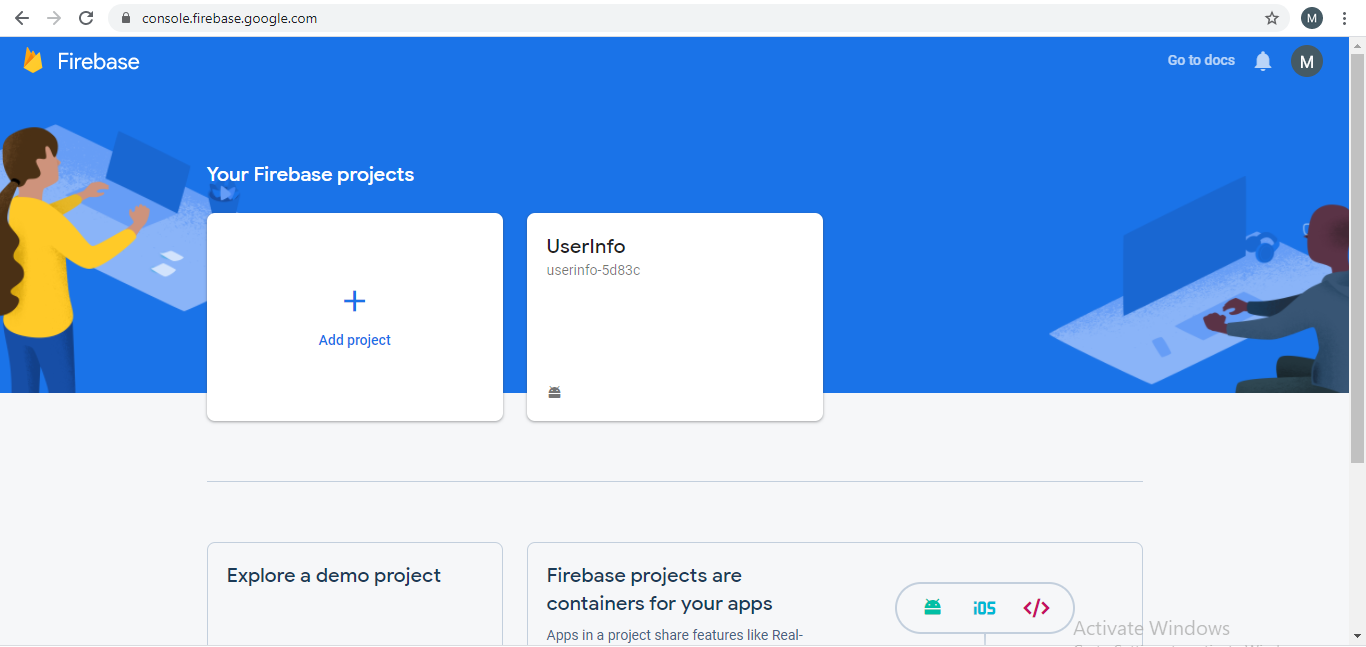 console.firebase.google.com
M
Firebase
Go to docs
M
Your Firebase projects
Add project
UserInfo
userinfo-5d83c
Explore a demo project
Firebase projects are
containers for your apps
Apps in a project share features like Real-
iOS
</>
Activate Windows